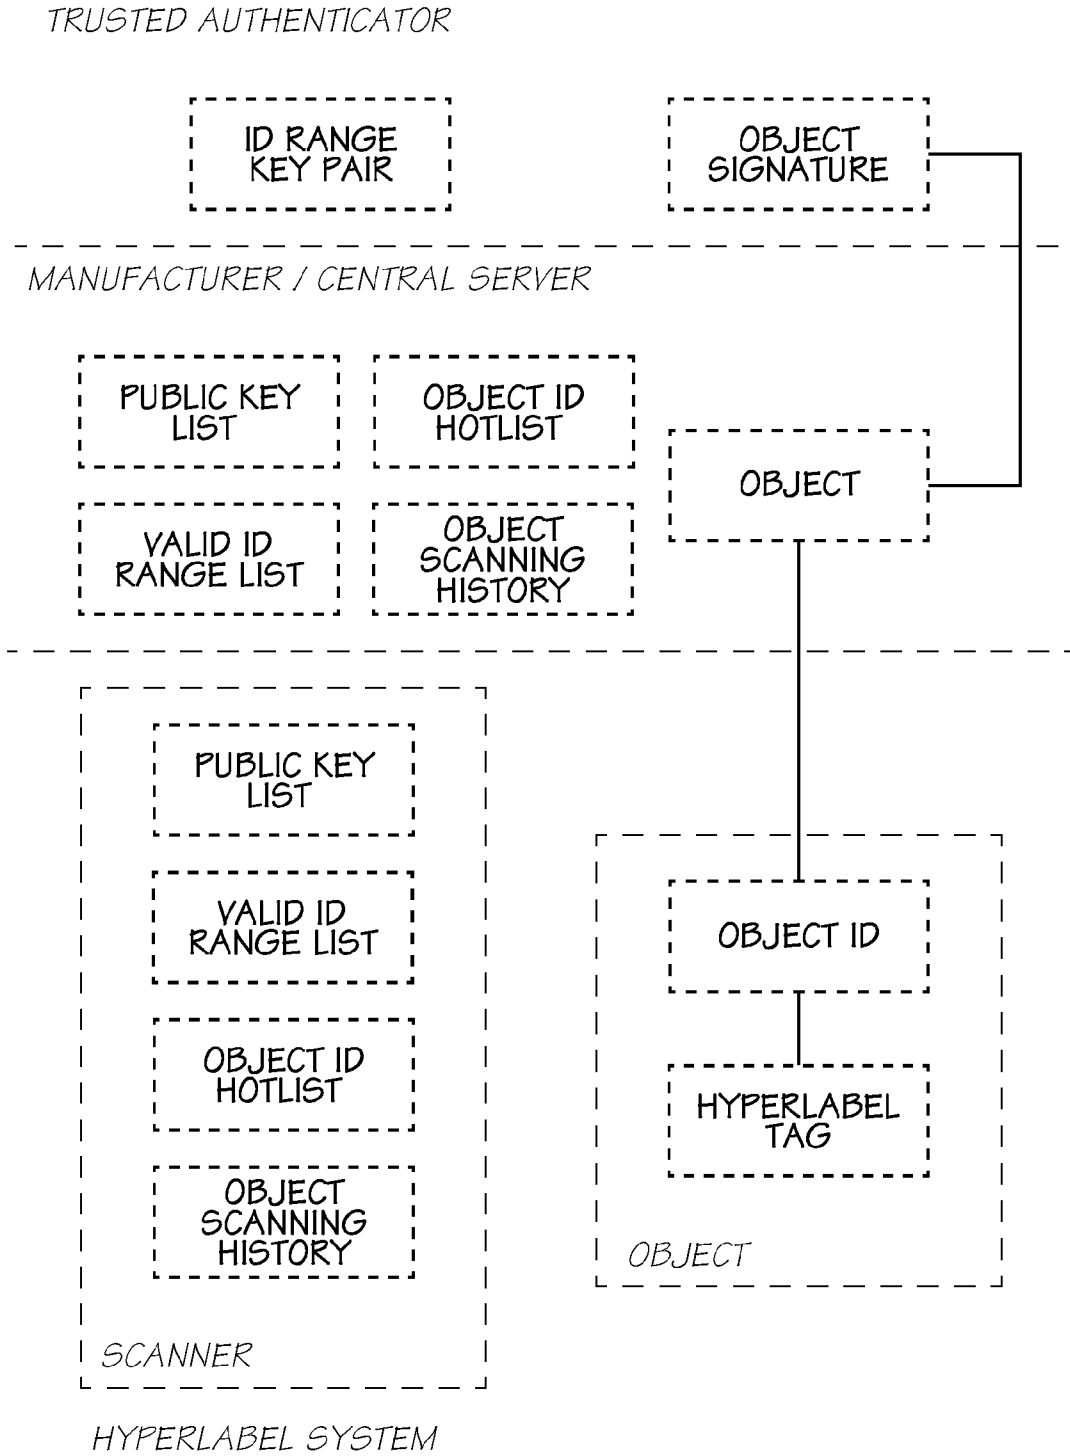 TRUSTED AUTHENTICATOR
ID RANGE
KEY PAIR
OBJECT
SIGNATURE
MANUFACTURER / CENTRAL SERVER
PUBLIC KEY
LIST
OBJECT ID
HOTLIST
OBJECT
VALID ID
RANGE LIST
OBJECT
SCANNING
HISTORY
PUBLIC KEY
LIST
VALID ID
RANGE LIST
OBJECT ID
HOTLIST
OBJECT
SCANNING
HISTORY
SCANNER
OBJECT ID
HYPERLABEL
TAG
OBJECT
HYPERLABEL SYSTEM